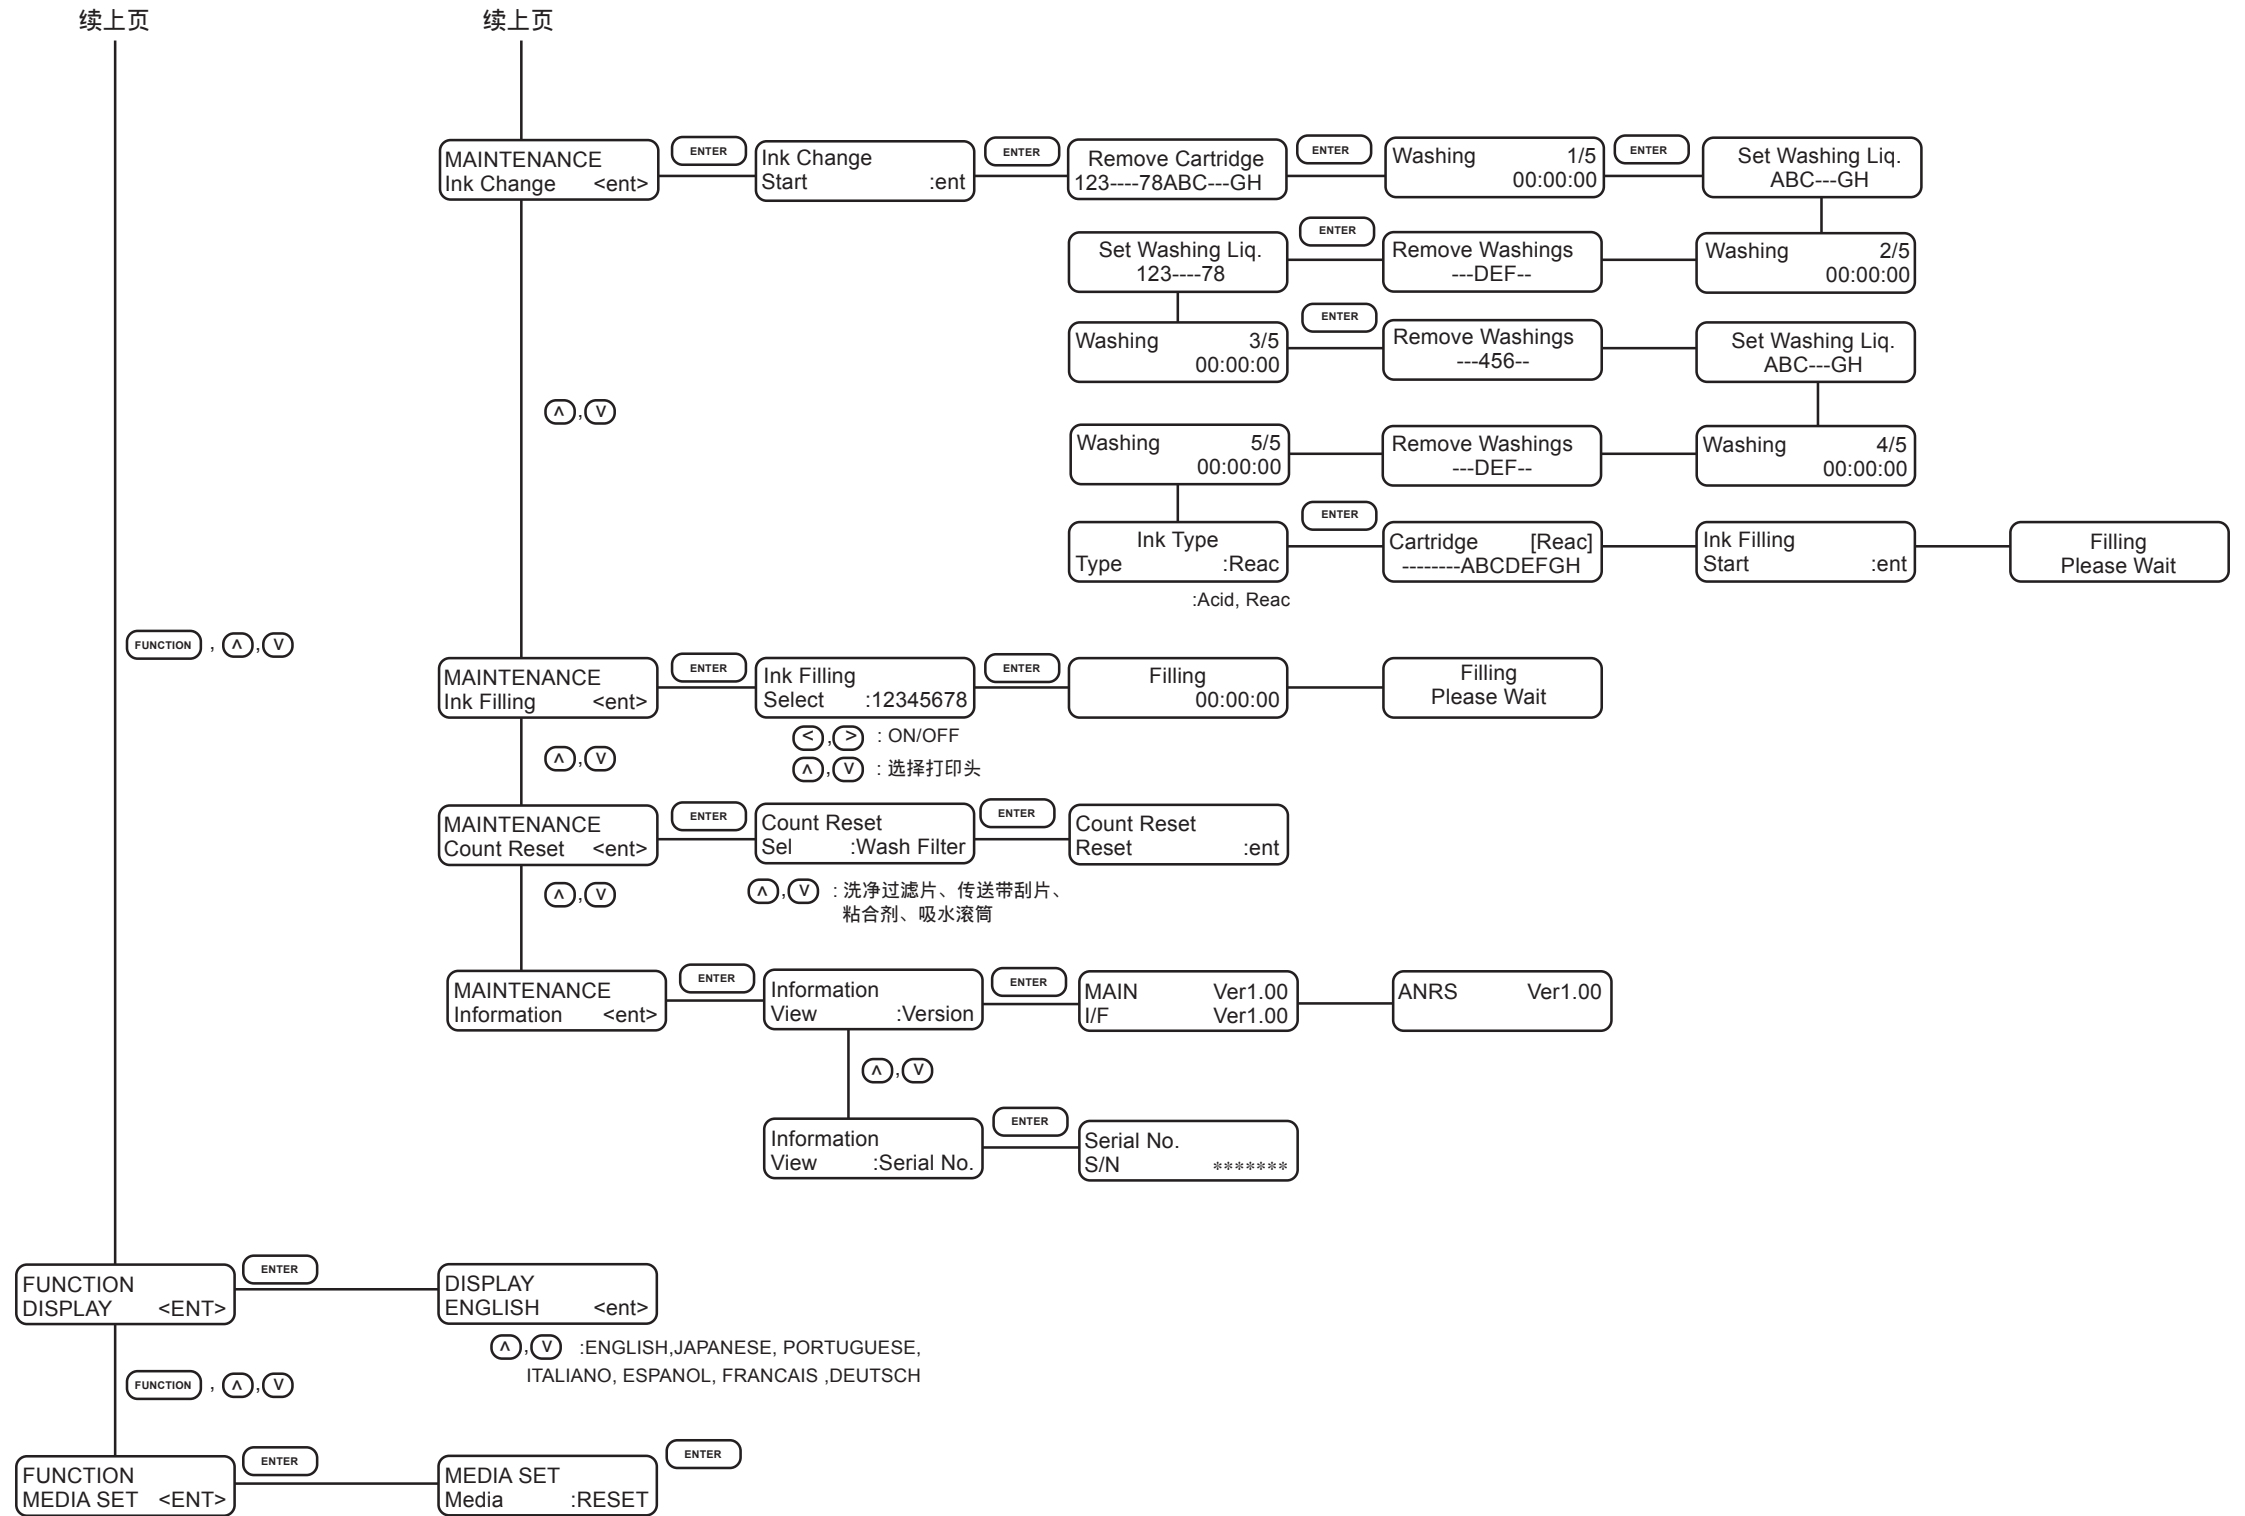 续上页
续上页
MAINTENANCE
Ink Change <ent>
ENTER
Ink Change
Start :ent
ENTER
Remove Cartridge
123----78ABC---GH
ENTER
Washing 1/5
00:00:00
ENTER
Set Washing Liq.
ABC---GH
Set Washing Liq.
123----78
ENTER
Remove Washings
---DEF--
Washing 2/5
00:00:00
Washing 3/5
00:00:00
ENTER
Remove Washings
---456--
Set Washing Liq.
ABC---GH
∧,∨
Washing 5/5
00:00:00
Remove Washings
---DEF--
Washing 4/5
00:00:00
Ink Type
Type :Reac
ENTER
Cartridge [Reac]
--------ABCDEFGH
Ink Filling
Start :ent
Filling
Please Wait
:Acid, Reac
FUNCTION , ∧,∨
MAINTENANCE
Ink Filling <ent>
ENTER
Ink Filling
Select :12345678
ENTER
Filling
00:00:00
Filling
Please Wait
<,> : ON/OFF
∧,∨ : 选择打印头
∧,∨
MAINTENANCE
Count Reset <ent>
ENTER
Count Reset
Sel :Wash Filter
ENTER
Count Reset
Reset :ent
∧,∨
∧,∨ : 洗净过滤片、传送带刮片、
粘合剂、吸水滚筒
MAINTENANCE
Information <ent>
ENTER
Information
View :Version
ENTER
MAIN Ver1.00
I/F Ver1.00
ANRS Ver1.00
∧,∨
Information
View :Serial No.
ENTER
Serial No.
S/N *******
FUNCTION
DISPLAY <ENT>
ENTER
DISPLAY
ENGLISH <ent>
∧,∨ :ENGLISH,JAPANESE, PORTUGUESE,
ITALIANO, ESPANOL, FRANCAIS ,DEUTSCH
FUNCTION , ∧,∨
FUNCTION
MEDIA SET <ENT>
ENTER
MEDIA SET
Media :RESET
ENTER